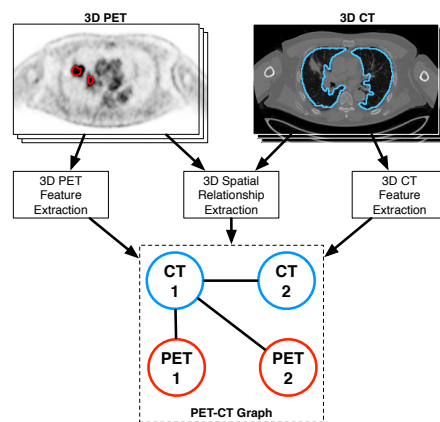 3D PET
3D CT
3D PET
Feature
Extraction
3D Spatial
Relationship
Extraction
3D CT
Feature
Extraction
CT
1
CT
2
PET
1
PET
2
PET-CT Graph